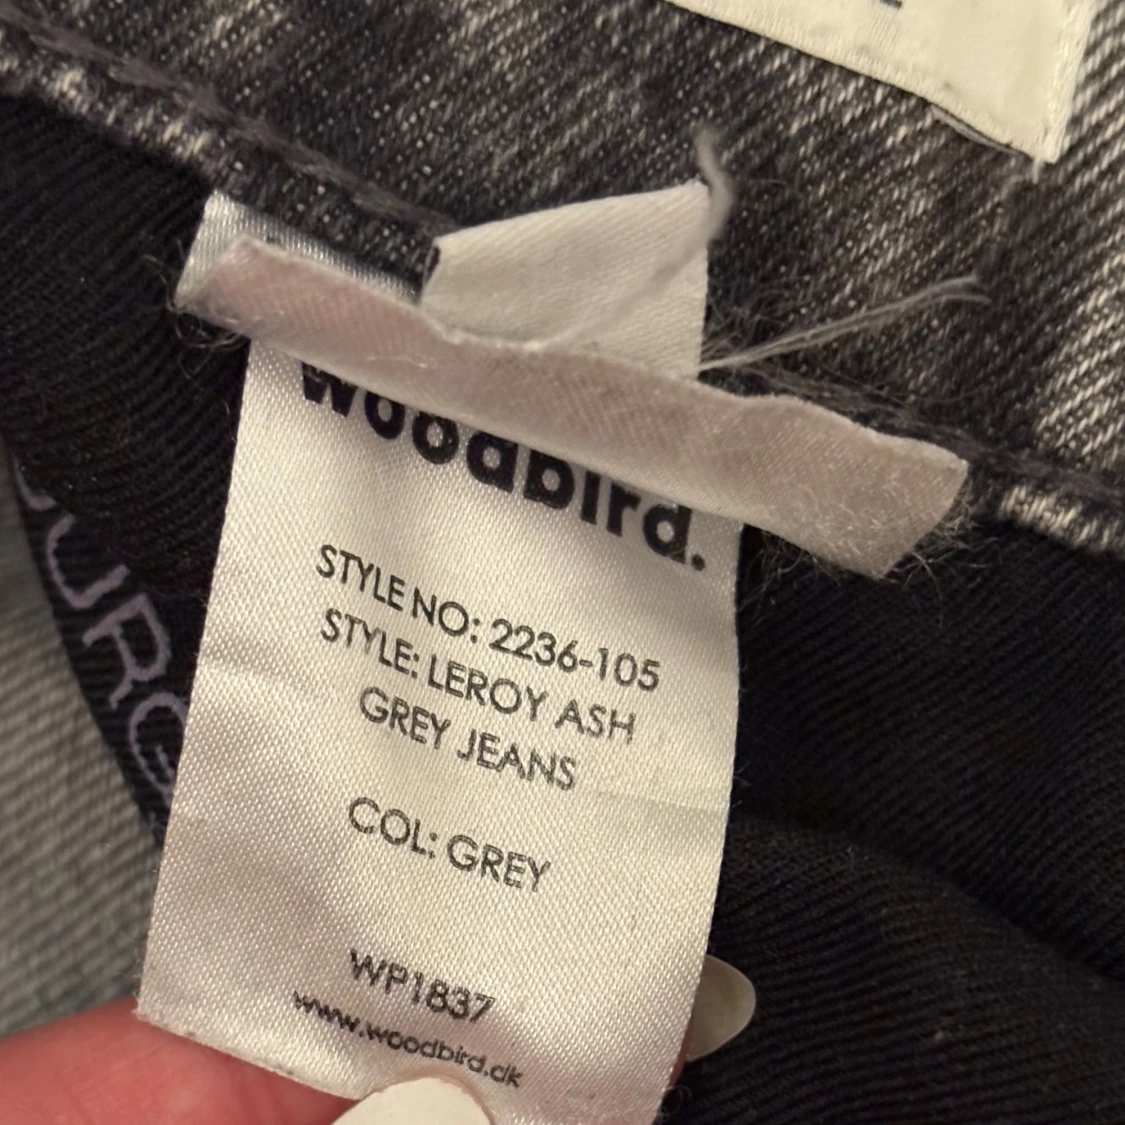 woodbird.
STYLE NO: 2236-105
STYLE: LEROY ASH
GREY JEANS
COL: GREY
WP1837
www.woodbird.dk